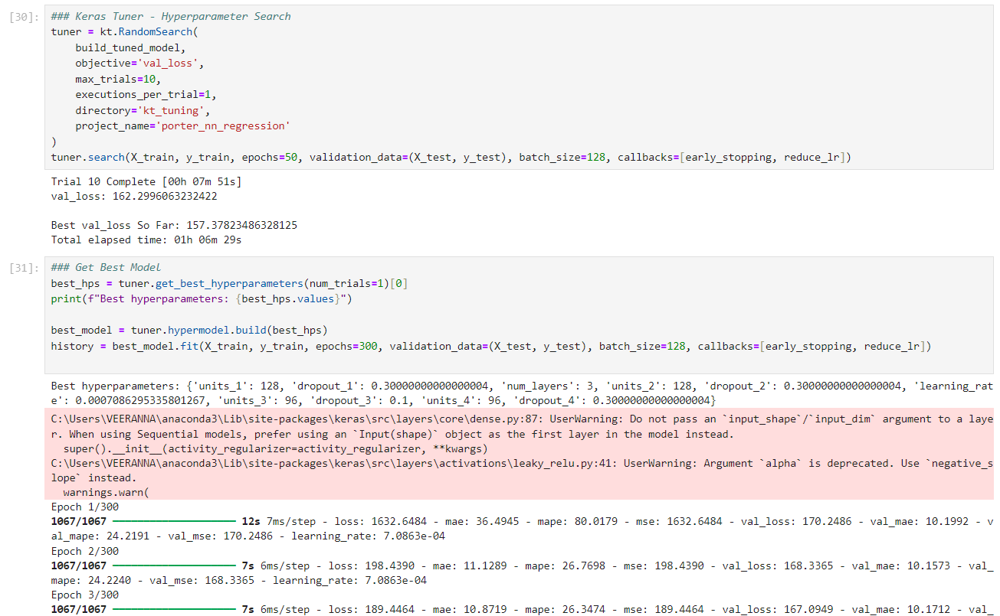 [30]: ### Keras Tuner - Hyperparameter Search
tuner = kt.RandomSearch(
    build_tuned_model,
    objective='val_loss',
    max_trials=10,
    executions_per_trial=1,
    directory='kt_tuning',
    project_name='porter_nn_regression'
)
tuner.search(X_train, y_train, epochs=50, validation_data=(X_test, y_test), batch_size=128, callbacks=[early_stopping, reduce_lr])
Trial 10 Complete [00h 07m 51s]
val_loss: 162.2996063232422
Best val_loss So Far: 157.37823486328125
Total elapsed time: 01h 06m 29s
[31]: ### Get Best Model
best_hps = tuner.get_best_hyperparameters(num_trials=1)[0]
print(f"Best hyperparameters: {best_hps.values}")
best_model = tuner.hypermodel.build(best_hps)
history = best_model.fit(X_train, y_train, epochs=300, validation_data=(X_test, y_test), batch_size=128, callbacks=[early_stopping, reduce_lr])
Best hyperparameters: {'units_1': 128, 'dropout_1': 0.30000000000000004, 'num_layers': 3, 'units_2': 128, 'dropout_2': 0.30000000000000004, 'learning_rat
e': 0.0007086295335801267, 'units_3': 96, 'dropout_3': 0.1, 'units_4': 96, 'dropout_4': 0.30000000000000004}
C:\Users\VEERANNA\anaconda3\Lib\site-packages\keras\src\layers\core\dense.py:87: UserWarning: Do not pass an `input_shape`/`input_dim` argument to a laye
r. When using Sequential models, prefer using an `Input(shape)` object as the first layer in the model instead.
  super().__init__(activity_regularizer=activity_regularizer, **kwargs)
C:\Users\VEERANNA\anaconda3\Lib\site-packages\keras\src\layers\activations\leaky_relu.py:41: UserWarning: Argument `alpha` is deprecated. Use `negative_s
lope` instead.
  warnings.warn(
Epoch 1/300
1067/1067 ━━━━━━━━━━━━━━━━━━━━ 12s 7ms/step - loss: 1632.6484 - mae: 36.4945 - mape: 80.0179 - mse: 1632.6484 - val_loss: 170.2486 - val_mae: 10.1992 - v
al_mape: 24.2191 - val_mse: 170.2486 - learning_rate: 7.0863e-04
Epoch 2/300
1067/1067 ━━━━━━━━━━━━━━━━━━━━ 7s 6ms/step - loss: 198.4390 - mae: 11.1289 - mape: 26.7698 - mse: 198.4390 - val_loss: 168.3365 - val_mae: 10.1573 - val_
mape: 24.2240 - val_mse: 168.3365 - learning_rate: 7.0863e-04
Epoch 3/300
1067/1067 ━━━━━━━━━━━━━━━━━━━━ 7s 6ms/step - loss: 189.4464 - mae: 10.8719 - mape: 26.3474 - mse: 189.4464 - val_loss: 167.0949 - val_mae: 10.1712 - val_